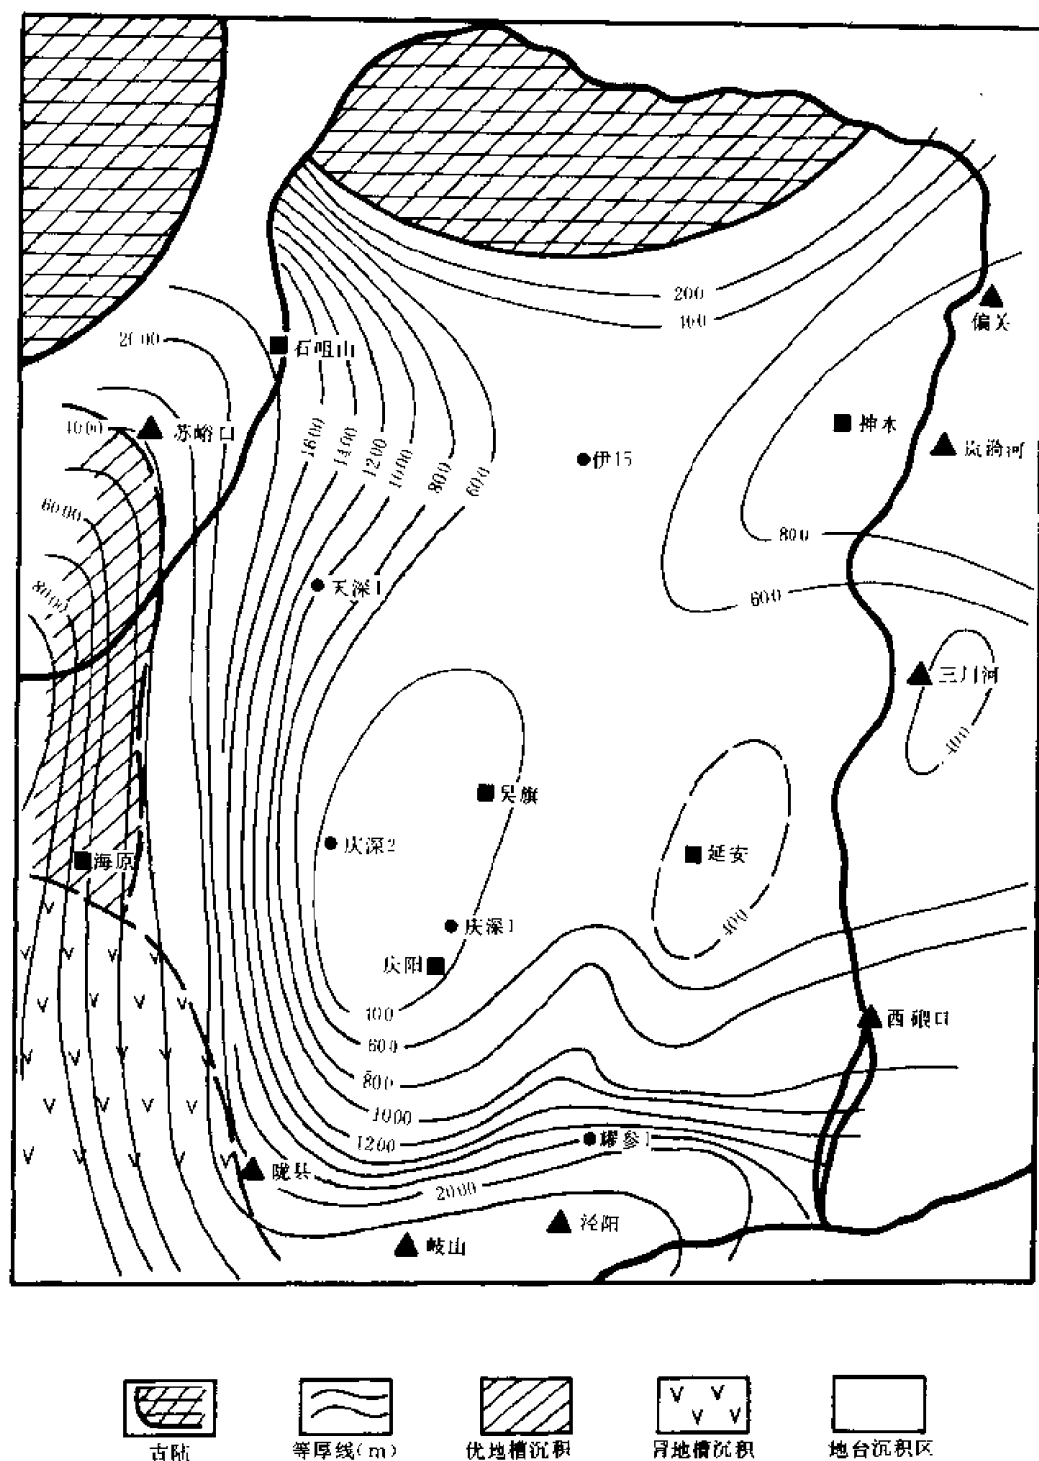 200
400
偏关
石咀山
2000
神木
岚漪河
4000
苏峪口
1600
1400
1200
1000
800
600
伊15
6000
800
天深1
8000
600
三川河
400
吴旗
庆深2
延安
海原
400
庆深1
庆阳
400
600
800
1000
1200
西硙口
耀参1
陇县
2000
泾阳
岐山
古陆
等厚线(m)
优地槽沉积
冒地槽沉积
地台沉积区